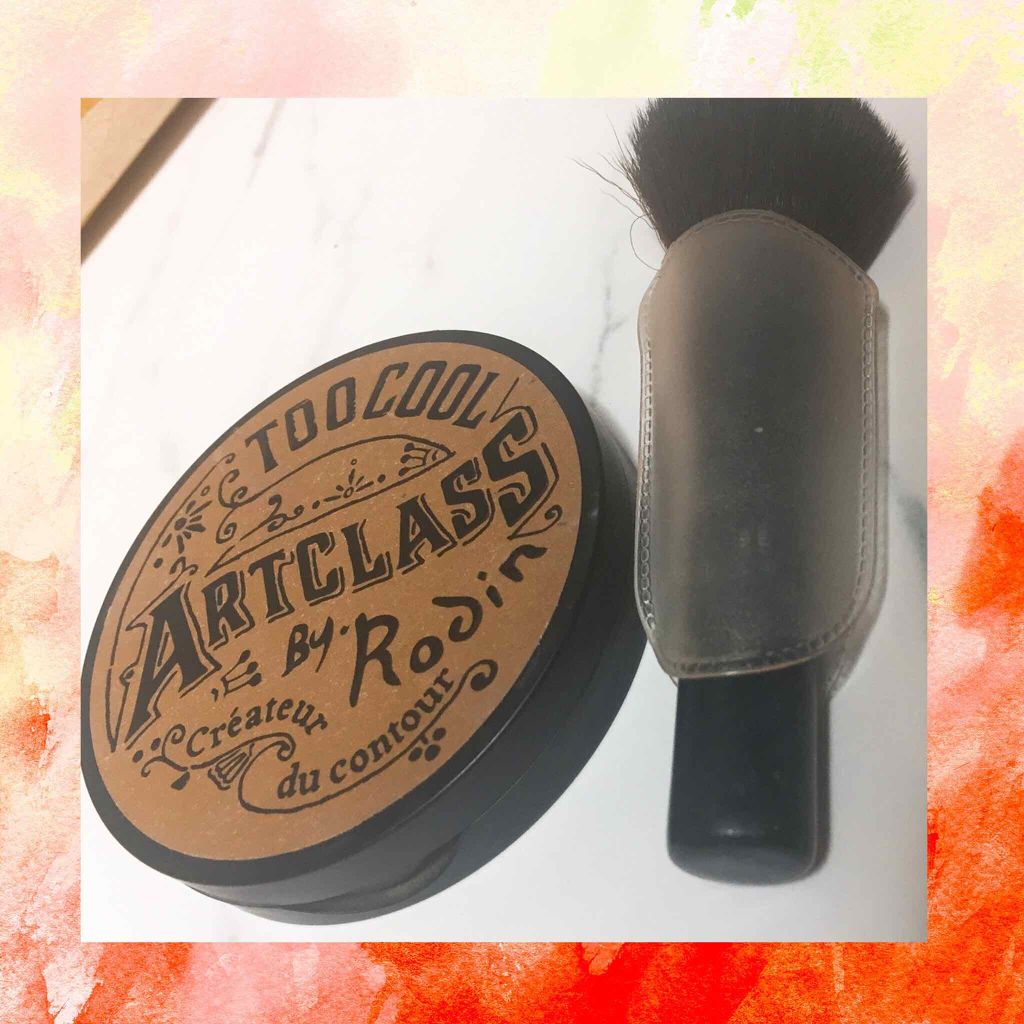 TOOCOOL
ARTCLASS
By. Rodin
Créateur
du contour